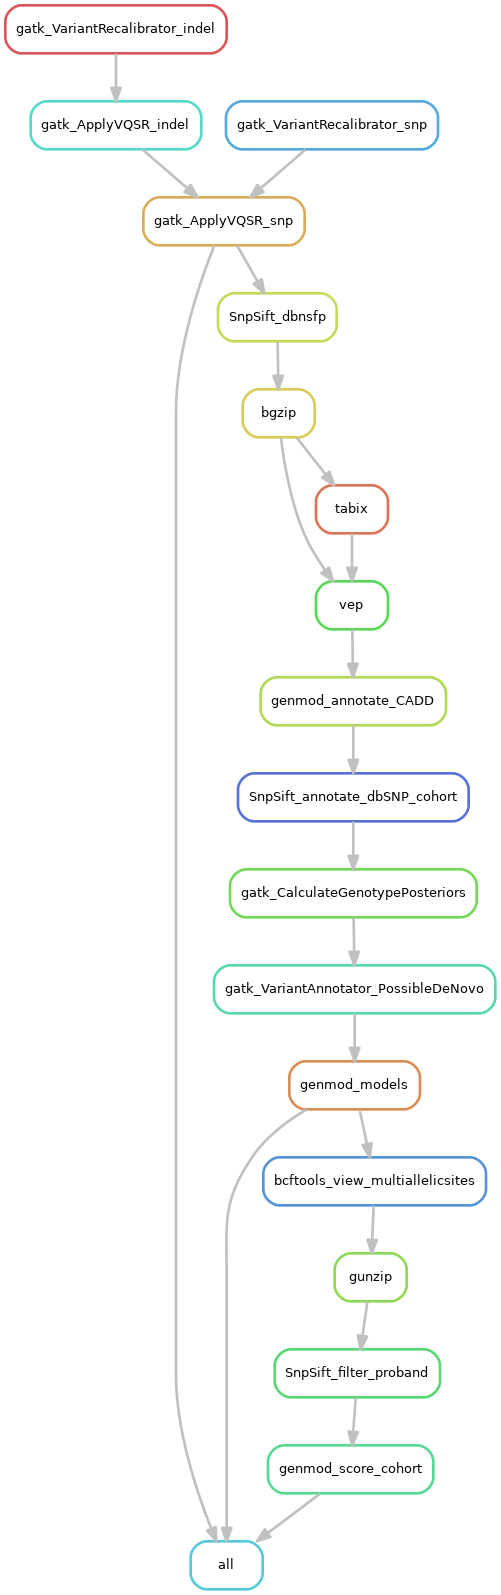 gatk_VariantRecalibrator_indel
gatk_ApplyVQSR_indel
gatk_VariantRecalibrator_snp
gatk_ApplyVQSR_snp
SnpSift_dbnsfp
bgzip
tabix
vep
genmod_annotate_CADD
SnpSift_annotate_dbSNP_cohort
gatk_CalculateGenotypePosteriors
gatk_VariantAnnotator_PossibleDeNovo
genmod_models
bcftools_view_multiallelicsites
gunzip
SnpSift_filter_proband
genmod_score_cohort
all